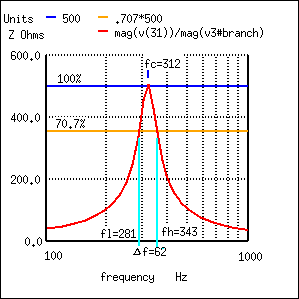 Units 500 .707*500
Z Ohms mag(v(31))/mag(v3#branch)
600.0
fc=312
100%
400.0
70.7%
200.0
fl=281 fh=343
0.0
Δf=62
100 1000
frequency Hz